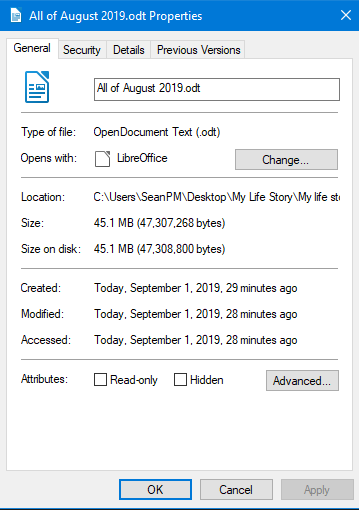 All of August 2019.odt Properties
General Security Details Previous Versions
All of August 2019.odt
Type of file: OpenDocument Text (.odt)
Opens with: LibreOffice Change...
Location: C:\Users\SeanPM\Desktop\My Life Story\My life sto
Size: 45.1 MB (47,307,268 bytes)
Size on disk: 45.1 MB (47,308,800 bytes)
Created: Today, September 1, 2019, 29 minutes ago
Modified: Today, September 1, 2019, 28 minutes ago
Accessed: Today, September 1, 2019, 28 minutes ago
Attributes: Read-only Hidden Advanced...
OK Cancel Apply